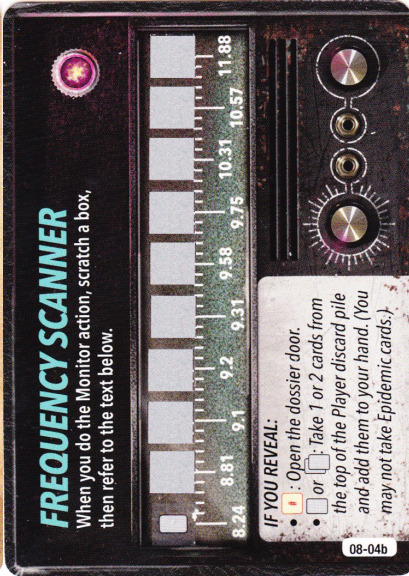 FREQUENCY SCANNER
When you do the Monitor action, scratch a box,
then refer to the text below.
8.24 8.81 9.1 9.2 9.31 9.58 9.75 10.31 10.57 11.88
IF YOU REVEAL:
• : Open the dossier door.
• or : Take 1 or 2 cards from
the top of the Player discard pile
and add them to your hand. (You
may not take Epidemic cards.)
08-04b